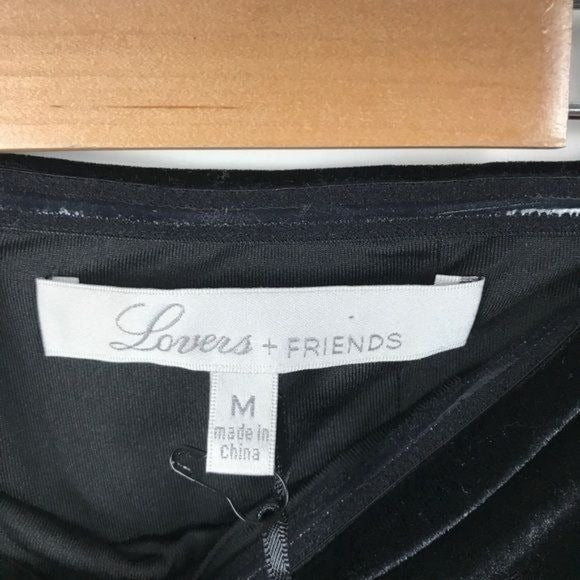 Lovers + FRIENDS
M
made in
China